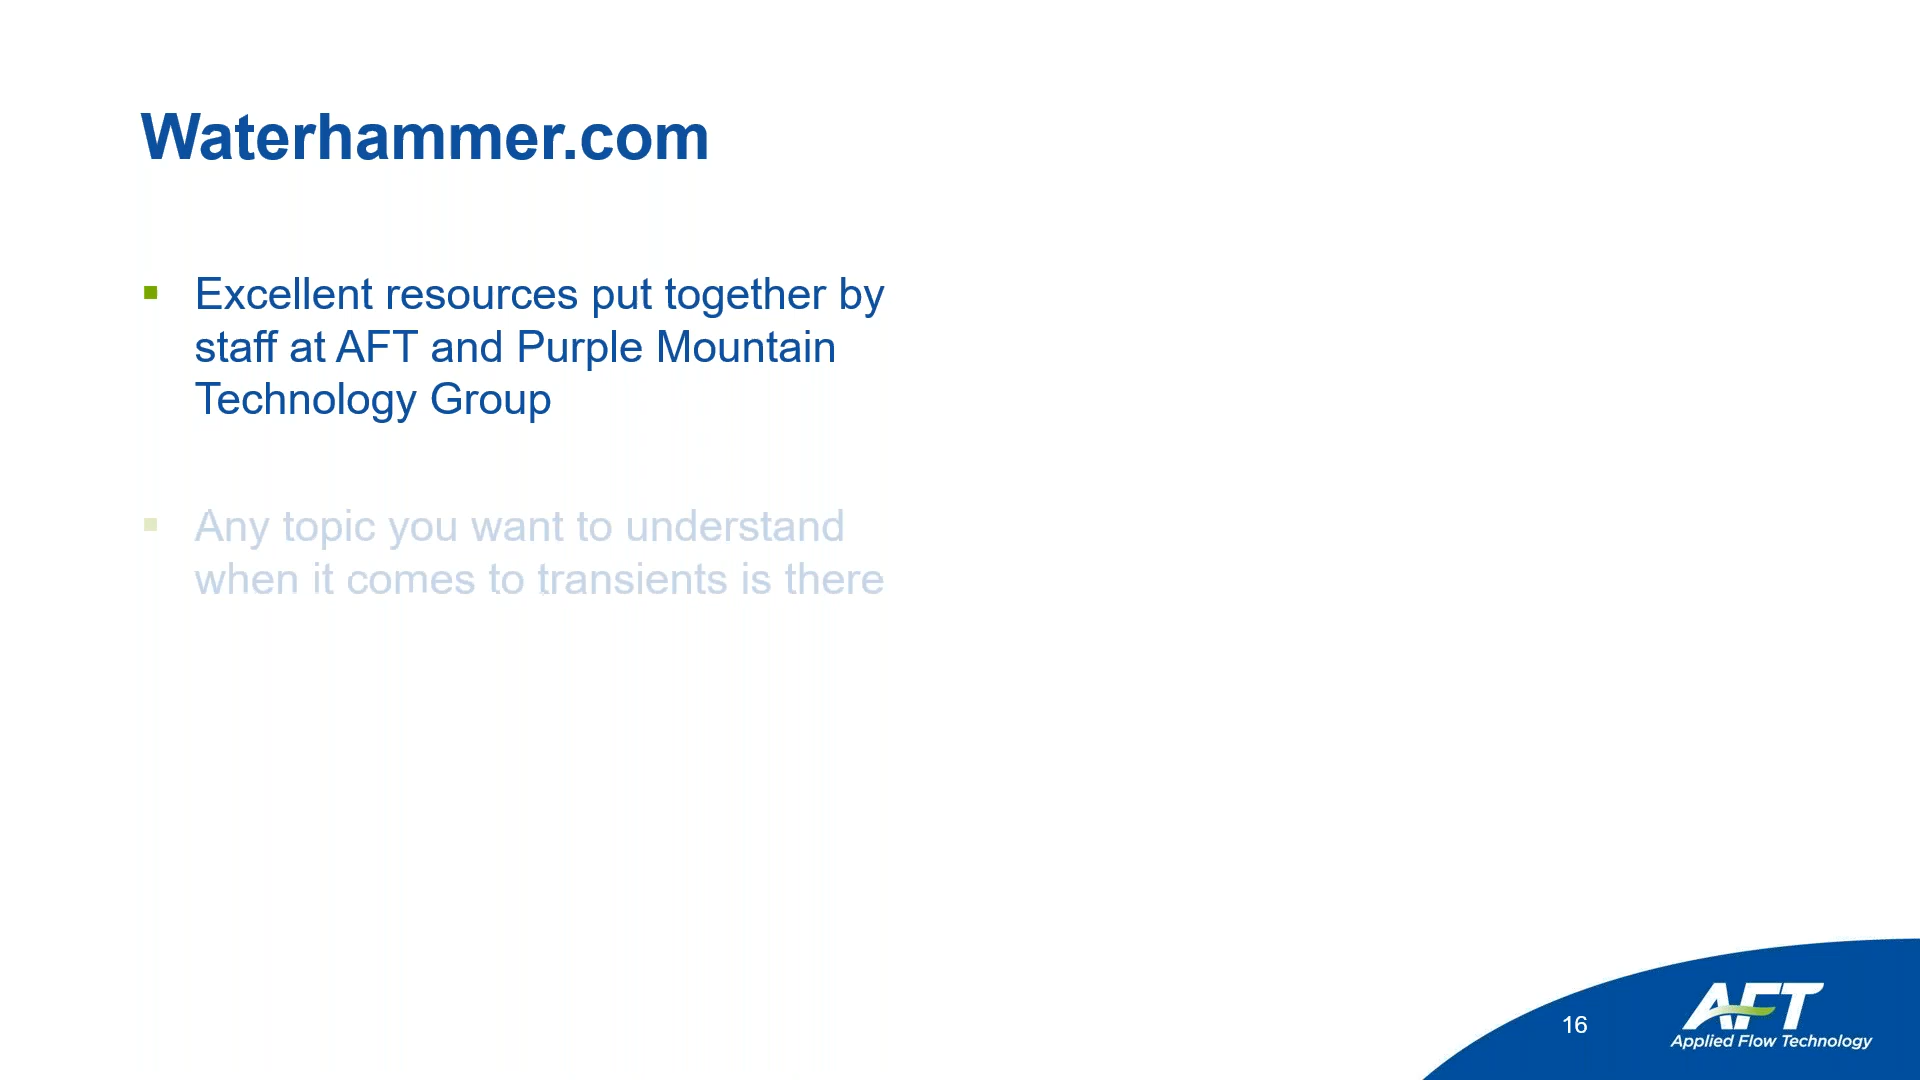 Waterhammer.com
▪ Excellent resources put together by
staff at AFT and Purple Mountain
Technology Group
▪ Any topic you want to understand
when it comes to transients is there
16
AFT
Applied Flow Technology